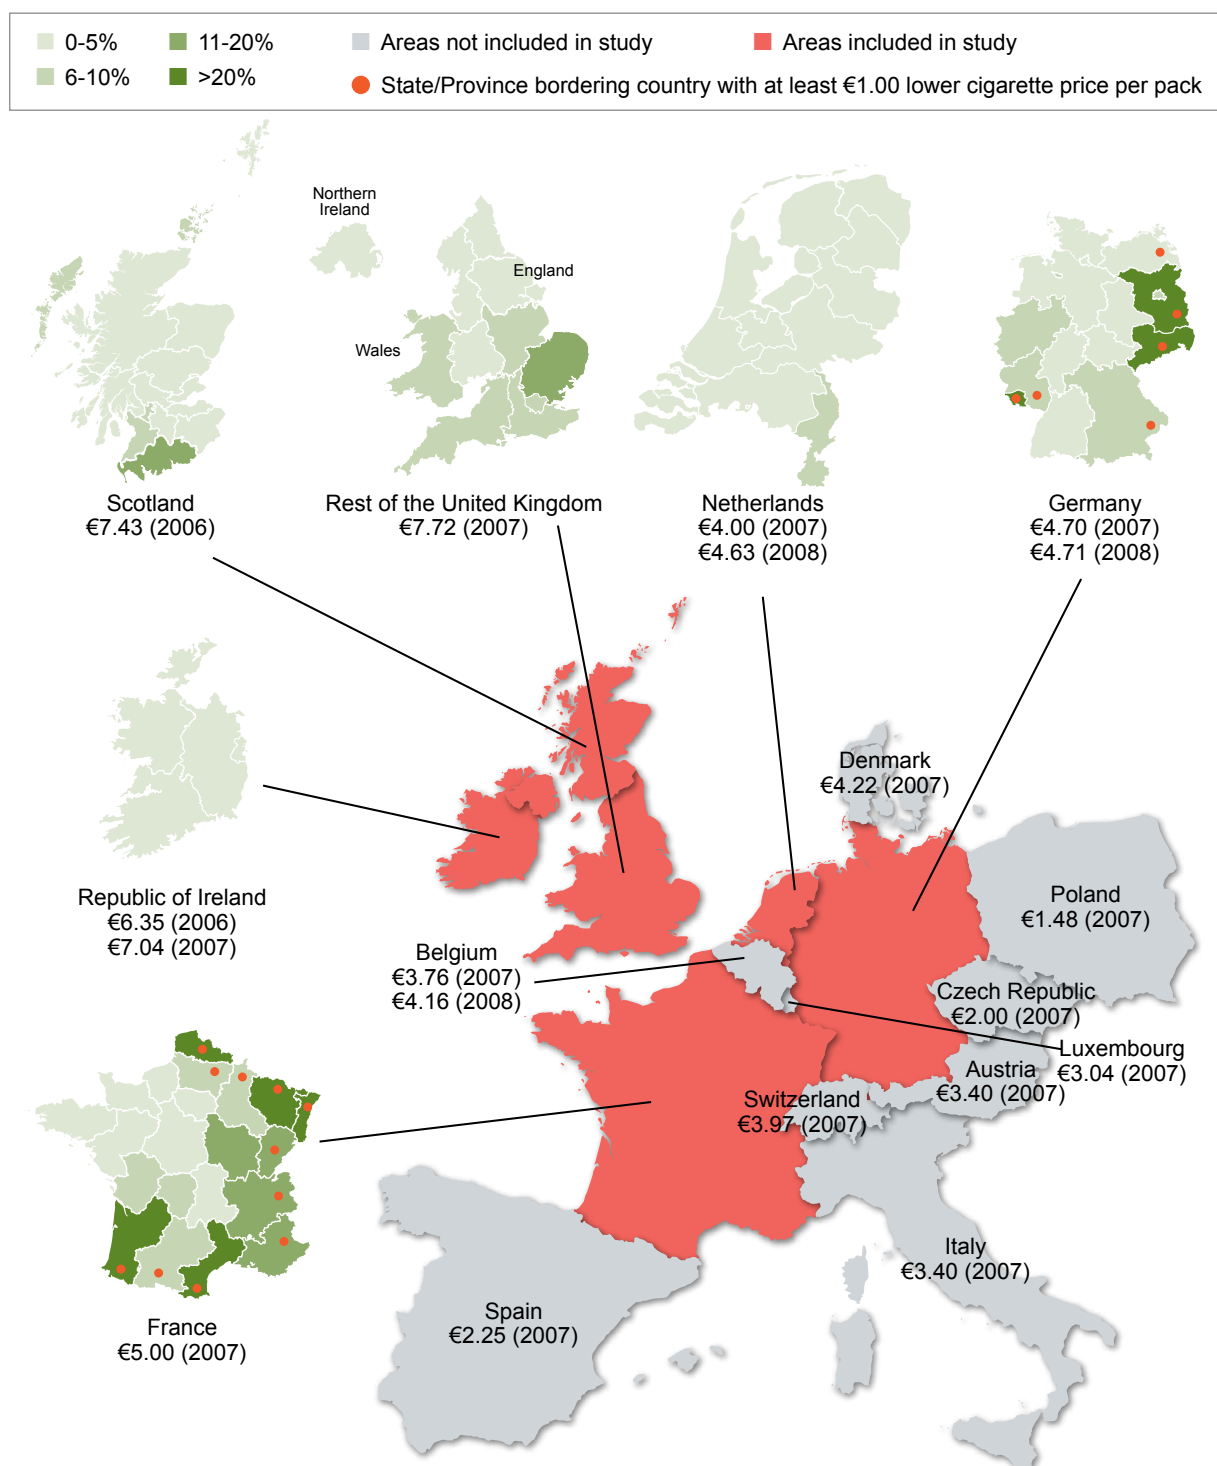 0-5%
11-20%
Areas not included in study
Areas included in study
6-10%
>20%
State/Province bordering country with at least €1.00 lower cigarette price per pack
Northern
Ireland
England
Wales
Scotland
€7.43 (2006)
Rest of the United Kingdom
€7.72 (2007)
Netherlands
€4.00 (2007)
€4.63 (2008)
Germany
€4.70 (2007)
€4.71 (2008)
Denmark
€4.22 (2007)
Republic of Ireland
€6.35 (2006)
€7.04 (2007)
Poland
€1.48 (2007)
Belgium
€3.76 (2007)
€4.16 (2008)
Czech Republic
€2.00 (2007)
Luxembourg
€3.04 (2007)
Austria
€3.40 (2007)
Switzerland
€3.97 (2007)
Italy
€3.40 (2007)
Spain
€2.25 (2007)
France
€5.00 (2007)